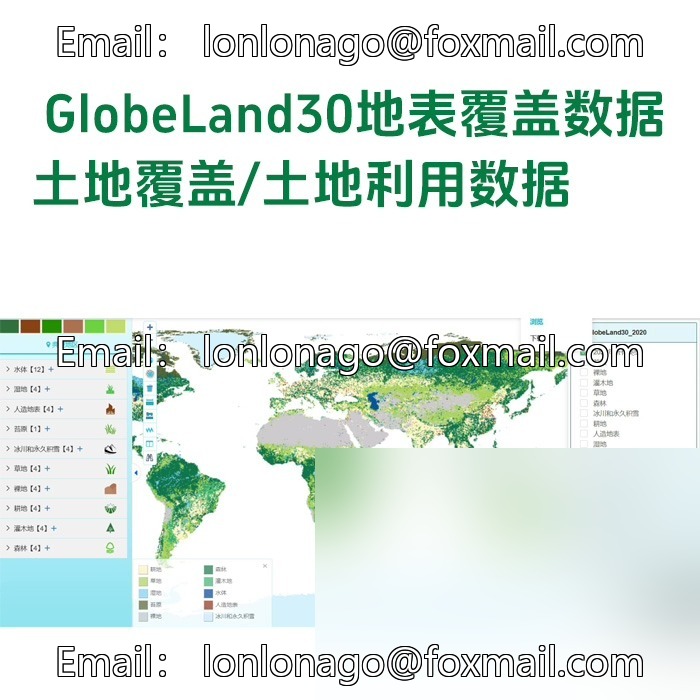 Email： lonlonago@foxmail.com
GlobeLand30地表覆盖数据
土地覆盖/土地利用数据
浏览
lobeLand30_2020
Email： lonlonago@foxmail.com
水体【12】+
裸地
湿地【4】+
灌木地
草地
人造地表【4】+
森林
苔原【1】+
冰川和永久积雪
耕地
冰川和永久积雪【4】+
人造地表
湿地
草地【4】+
裸地【4】+
耕地【4】+
灌木地【4】+
森林【4】+
耕地
森林
草地
灌木地
湿地
水体
苔原
人造地表
裸地
冰川和永久积雪
Email： lonlonago@foxmail.com